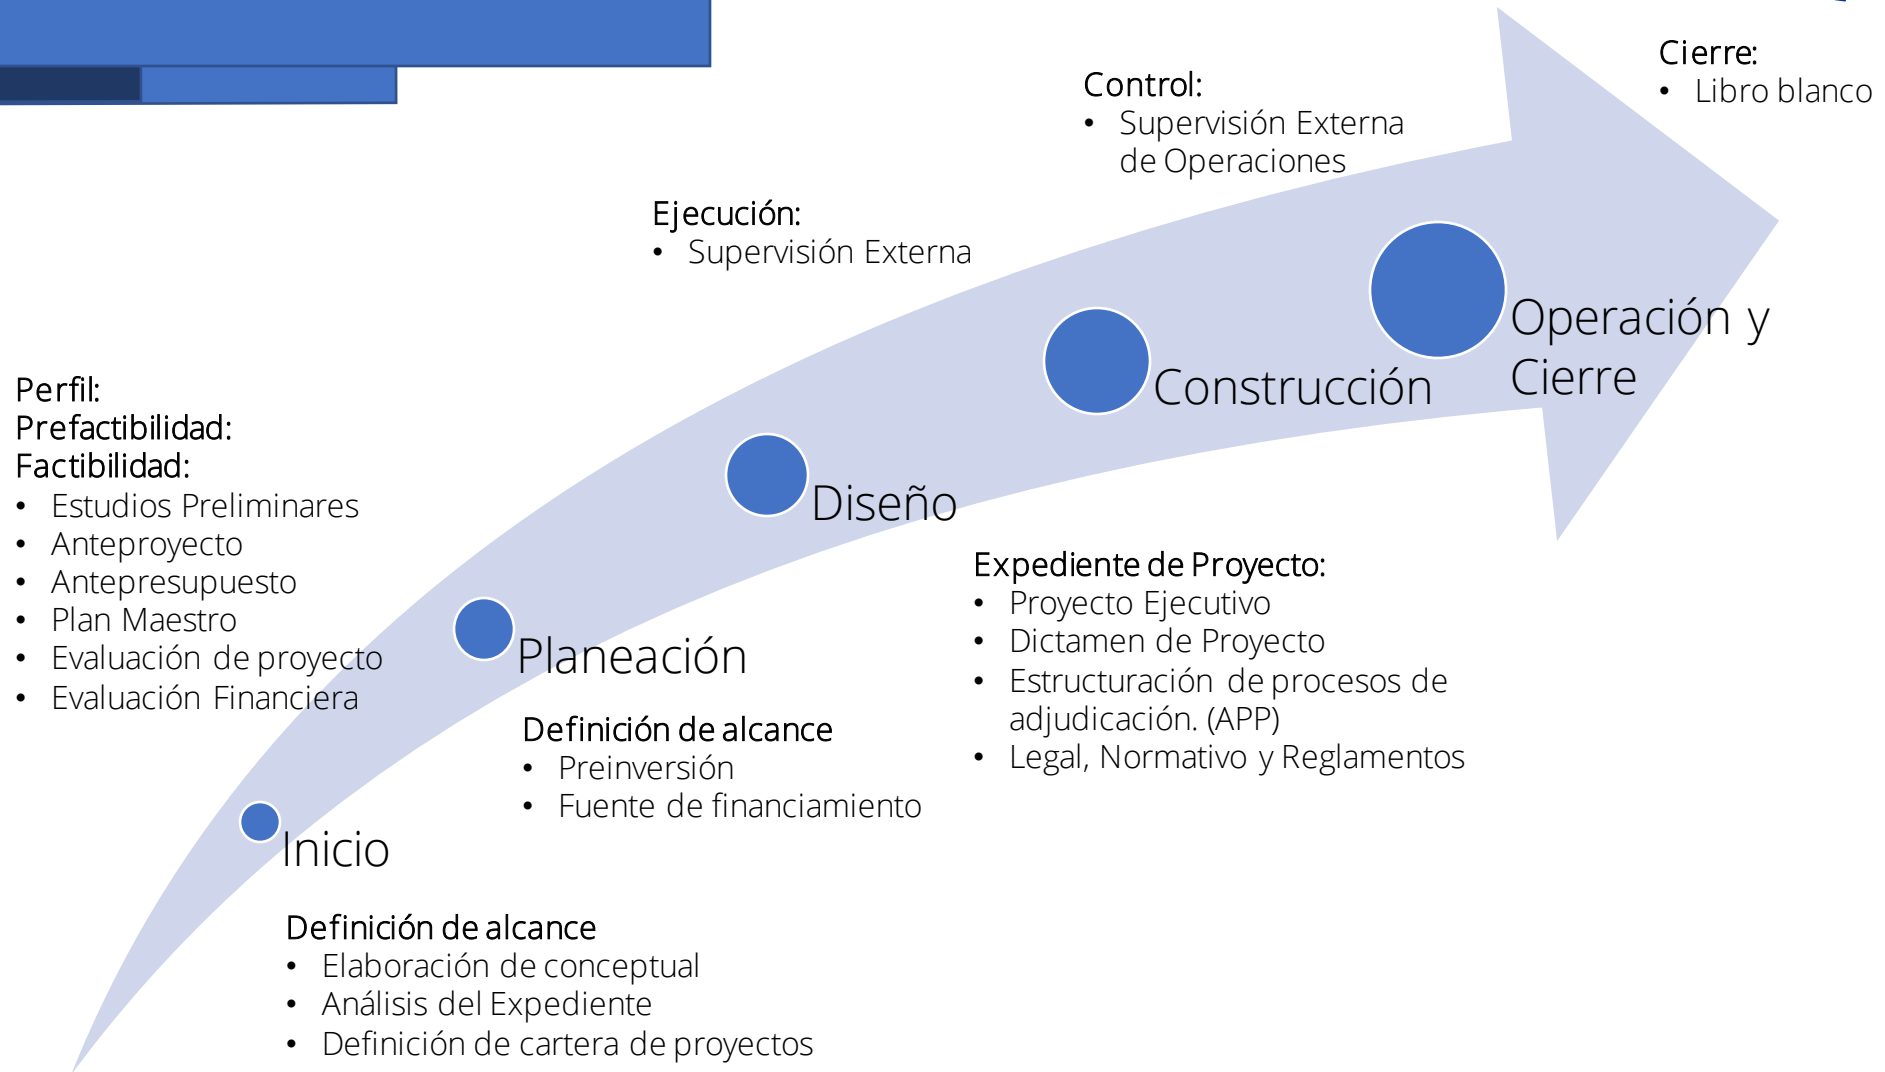 Cierre:
• Libro blanco
Control:
• Supervisión Externa
de Operaciones
Ejecución:
• Supervisión Externa
Operación y
Cierre
Construcción
Perfil:
Prefactibilidad:
Factibilidad:
• Estudios Preliminares
• Anteproyecto
• Antepresupuesto
• Plan Maestro
• Evaluación de proyecto
• Evaluación Financiera
Diseño
Expediente de Proyecto:
• Proyecto Ejecutivo
• Dictamen de Proyecto
• Estructuración de procesos de
adjudicación. (APP)
• Legal, Normativo y Reglamentos
Planeación
Definición de alcance
• Preinversión
• Fuente de financiamiento
Inicio
Definición de alcance
• Elaboración de conceptual
• Análisis del Expediente
• Definición de cartera de proyectos